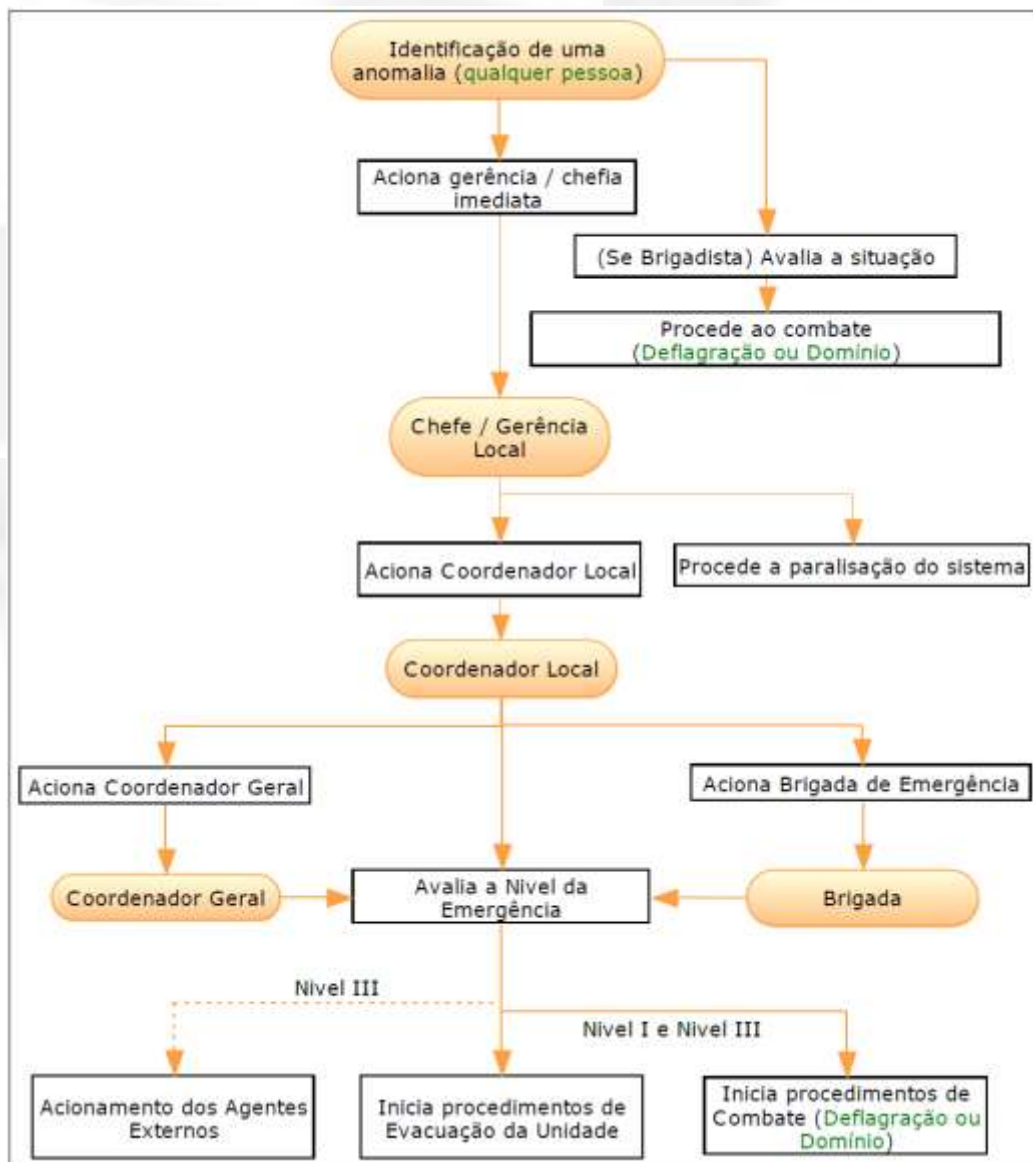 Identificação de uma
anomalia (qualquer pessoa)
Aciona gerência / chefia
imediata
(Se Brigadista) Avalia a situação
Procede ao combate
(Deflagração ou Domínio)
Chefe / Gerência
Local
Aciona Coordenador Local
Procede a paralisação do sistema
Coordenador Local
Aciona Coordenador Geral
Aciona Brigada de Emergência
Coordenador Geral
Avalia a Nivel da
Emergência
Brigada
Nivel III
Nivel I e Nivel III
Acionamento dos Agentes
Externos
Inicia procedimentos de
Evacuação da Unidade
Inicia procedimentos de
Combate (Deflagração ou
Domínio)